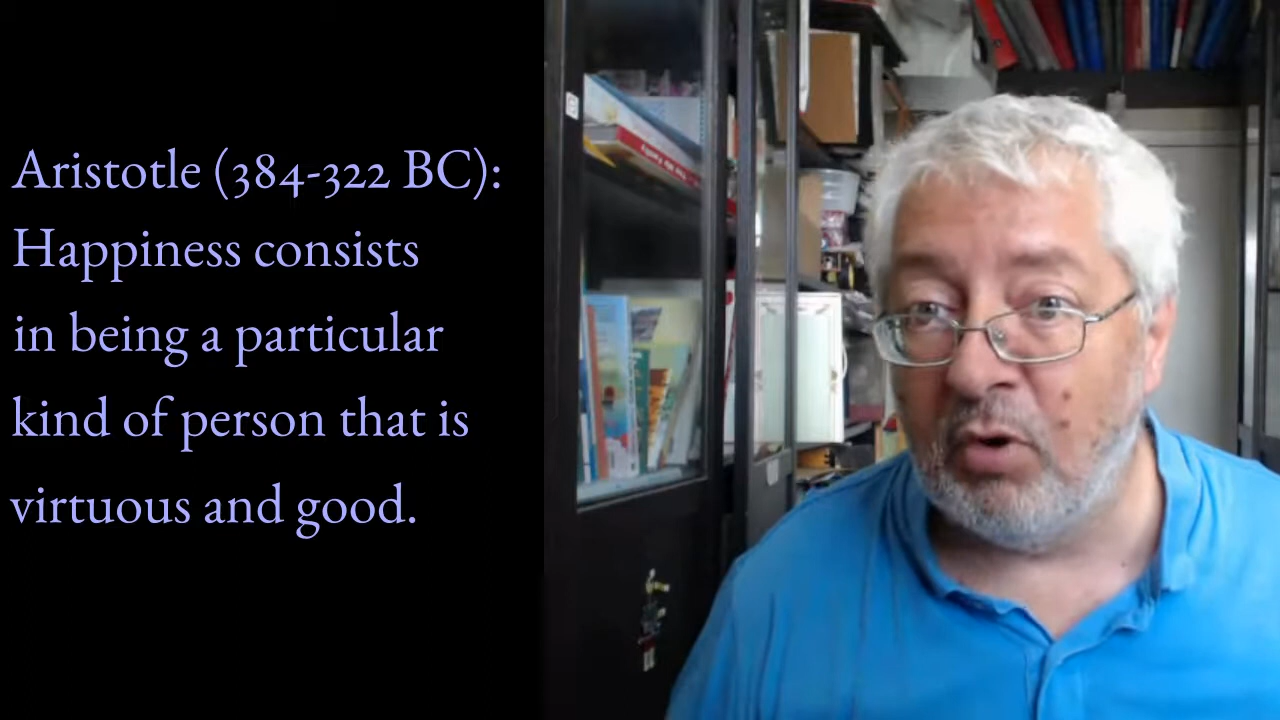 Aristotle (384-322 BC):
Happiness consists
in being a particular
kind of person that is
virtuous and good.